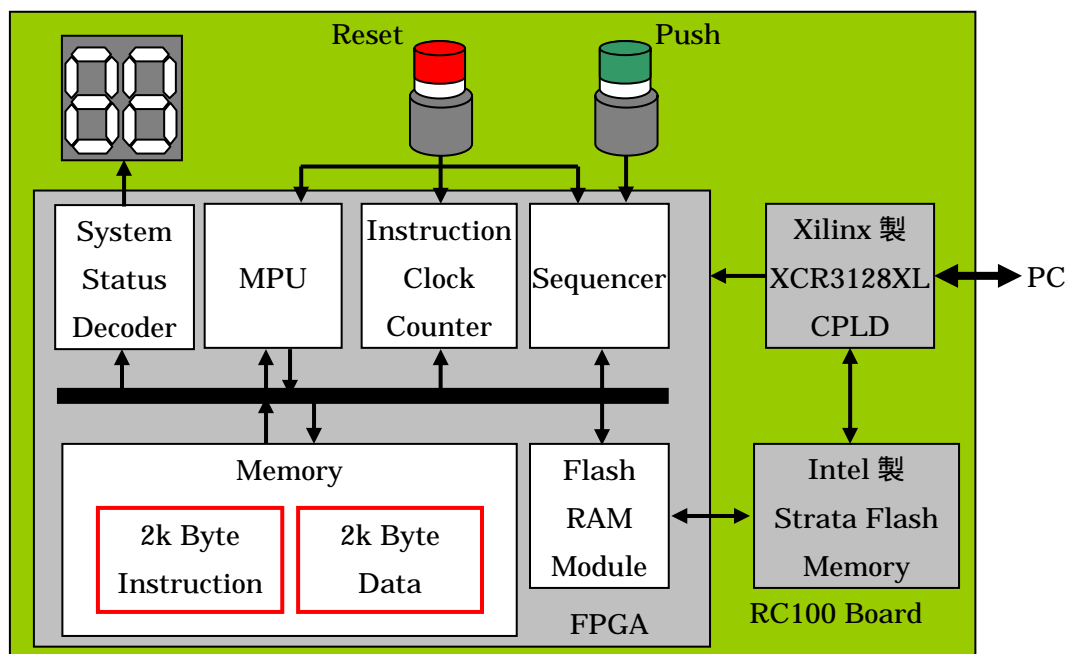 Reset
Push
System
Status
Decoder
MPU
Instruction
Clock
Counter
Sequencer
Xilinx 製
XCR3128XL
CPLD
PC
Memory
2k Byte
Instruction
2k Byte
Data
Flash
RAM
Module
Intel 製
Strata Flash
Memory
FPGA
RC100 Board